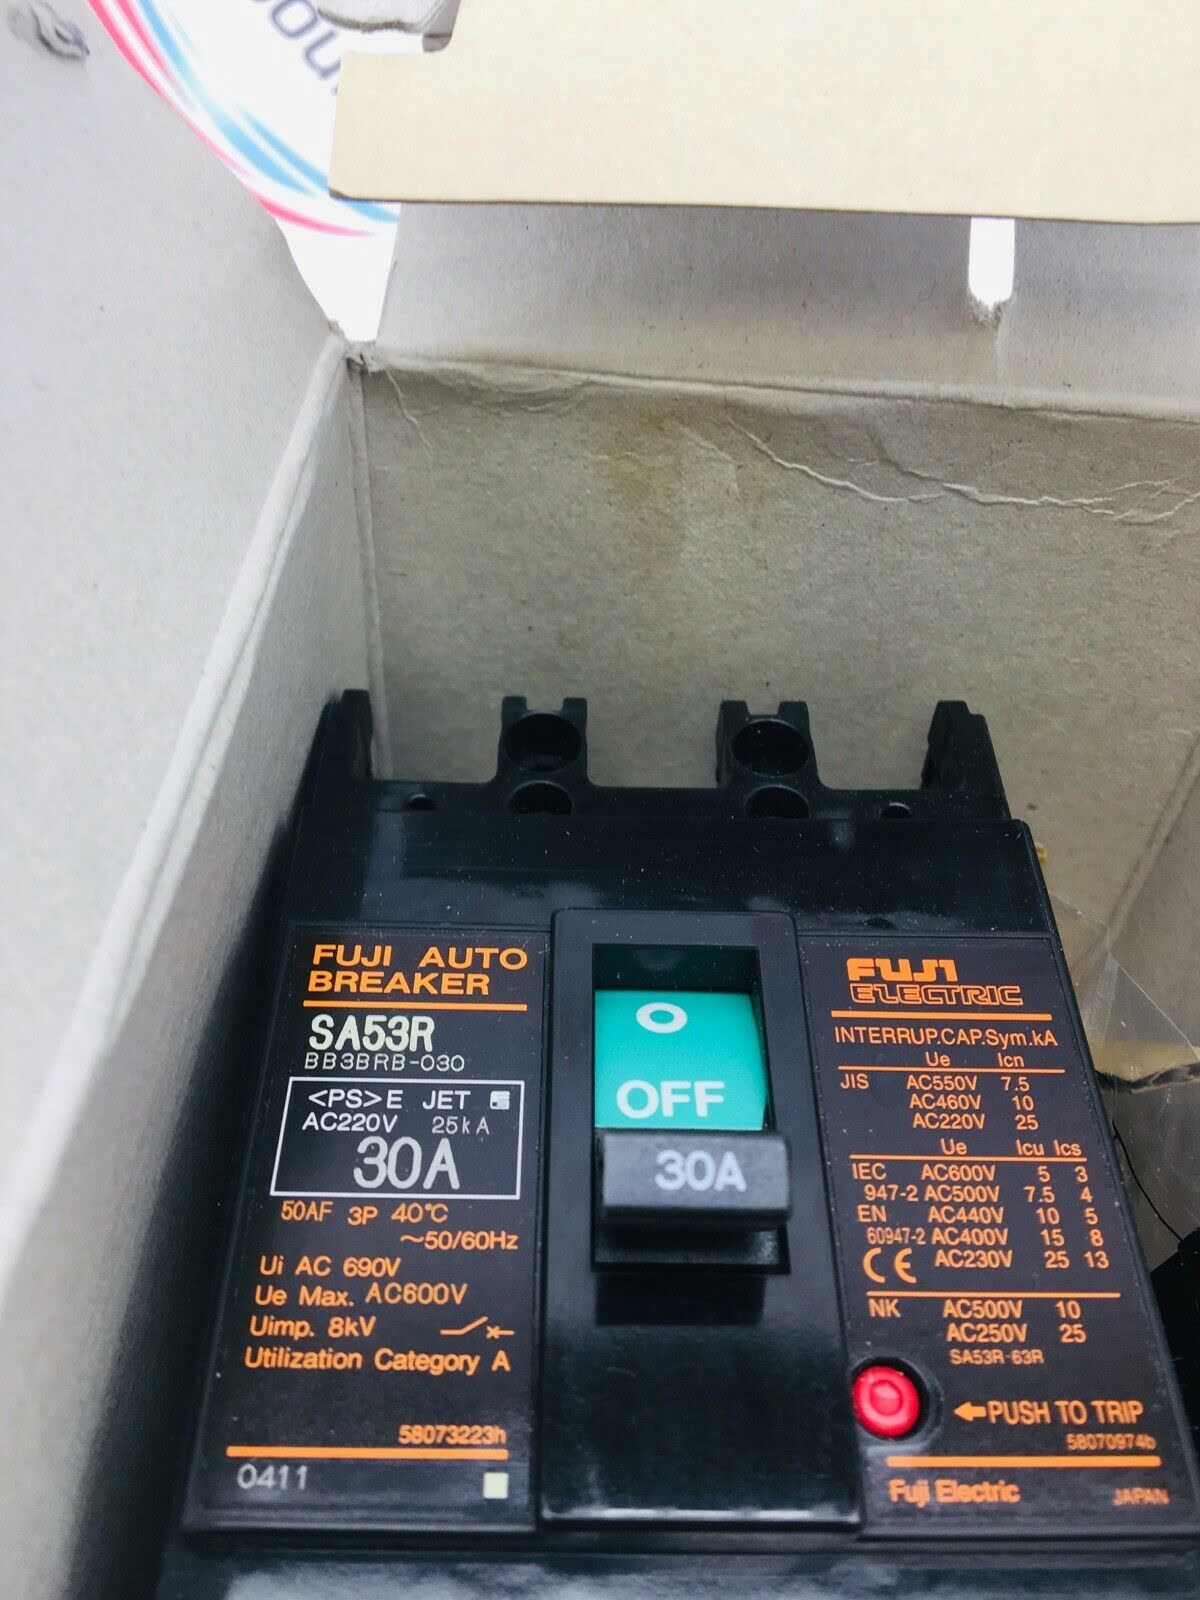 FUJI AUTO
BREAKER
SA53R
BB3BRB-030
<PS>E JET
AC220V 25kA
30A
50AF 3P 40°C
~50/60Hz
Ui AC 690V
Ue Max. AC600V
Uimp. 8kV
Utilization Category A
58073223h
0411
O
OFF
30A
FUJI
ELECTRIC
INTERRUP.CAP.Sym.kA
Ue Icn
JIS AC550V 7.5
AC460V 10
AC220V 25
Ue Icu Ics
IEC AC600V 5 3
947-2 AC500V 7.5 4
EN AC440V 10 5
60947-2 AC400V 15 8
CE AC230V 25 13
NK AC500V 10
AC250V 25
SA53R·63R
←PUSH TO TRIP
58070974b
Fuji Electric JAPAN